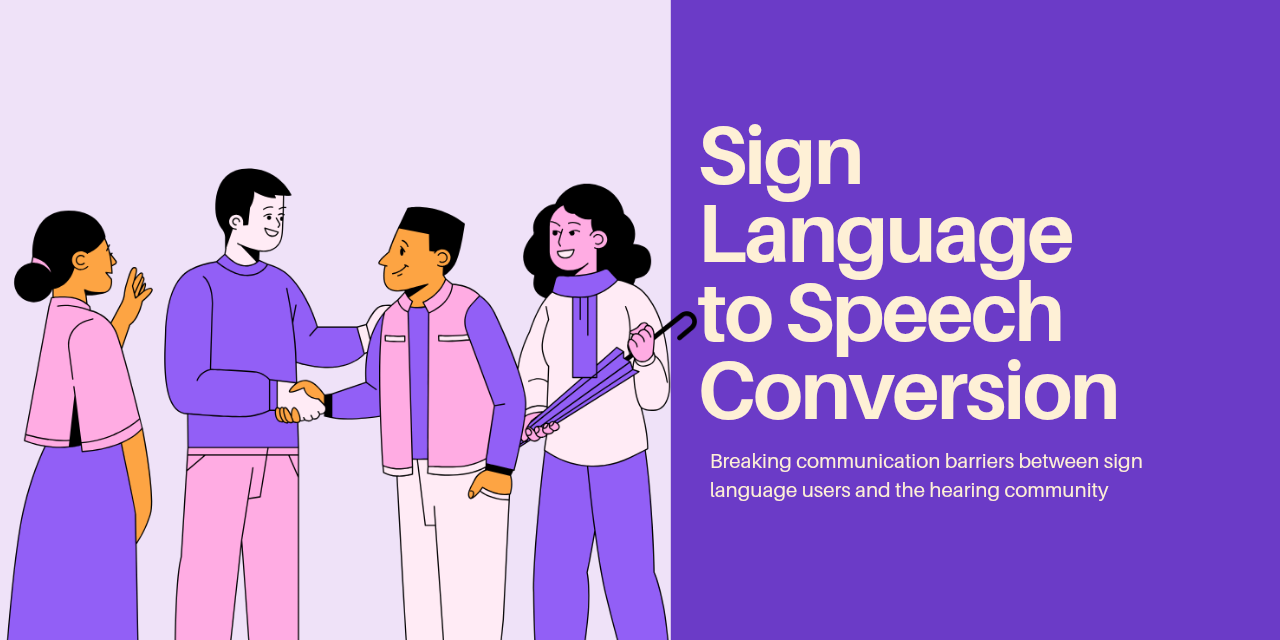 Sign
Language
to Speech
Conversion
Breaking communication barriers between sign
language users and the hearing community